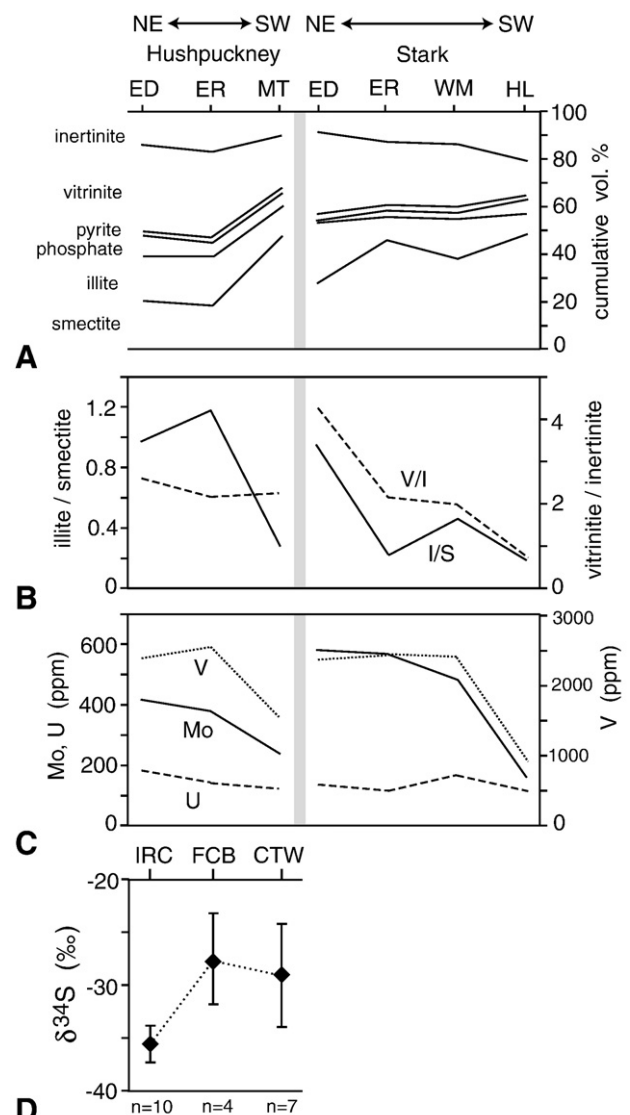 NE SW NE SW
Hushpuckney Stark
ED ER MT ED ER WM HL
100
inertinite
80
vitrinite
60
pyrite
phosphate
40
illite
20
smectite
0
cumulative vol. %
A
1.2
0.8
0.4
0
illite / smectite
V/I
I/S
4
2
0
vitrinitie / inertinite
B
600
400
200
0
Mo, U (ppm)
V
Mo
U
3000
2000
1000
0
V (ppm)
C
IRC FCB CTW
-20
-30
-40
δ34S (‰)
n=10 n=4 n=7
D